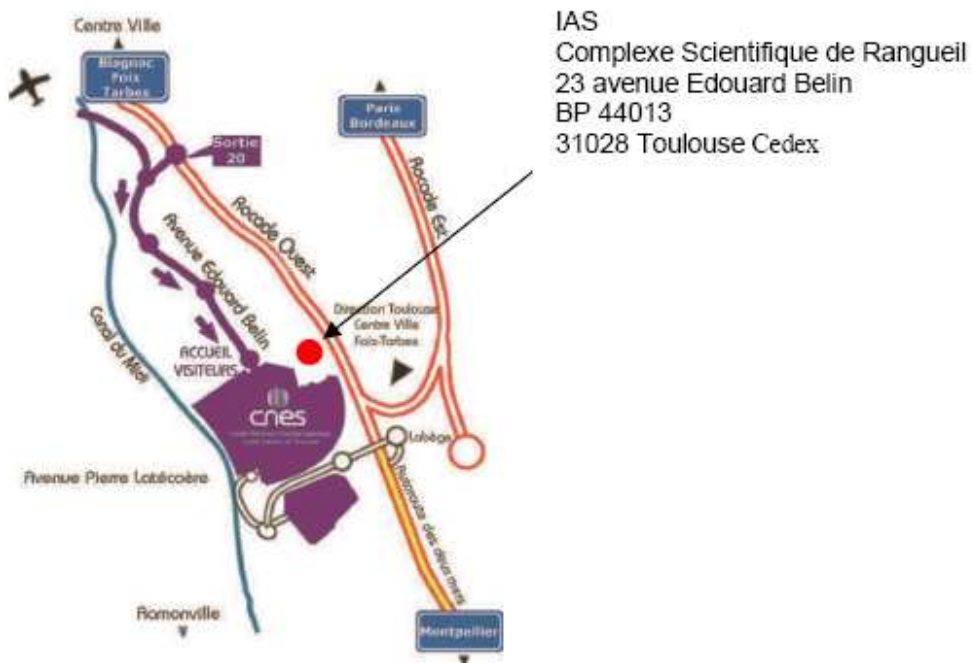 IAS
Complexe Scientifique de Rangueil
23 avenue Edouard Belin
BP 44013
31028 Toulouse Cedex
Centre Ville
Blagnac
Foix
Tarbes
Paris
Bordeaux
Sortie
20
Rocade Ouest
Rocade Est
Avenue Edouard Belin
Canal du Midi
Direction Toulouse
Centre Ville
Foix-Tarbes
ACCUEIL
VISITEURS
cnes
Labège
Avenue Pierre Latécoère
Autoroute des deux mers
Ramonville
Montpellier